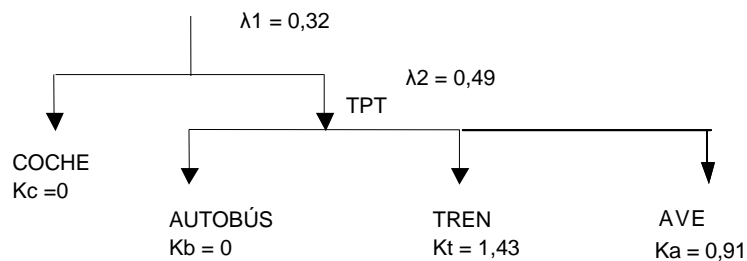 λ1 = 0,32
λ2 = 0,49
TPT
COCHE
Kc =0
AUTOBÚS
Kb = 0
TREN
Kt = 1,43
AVE
Ka = 0,91